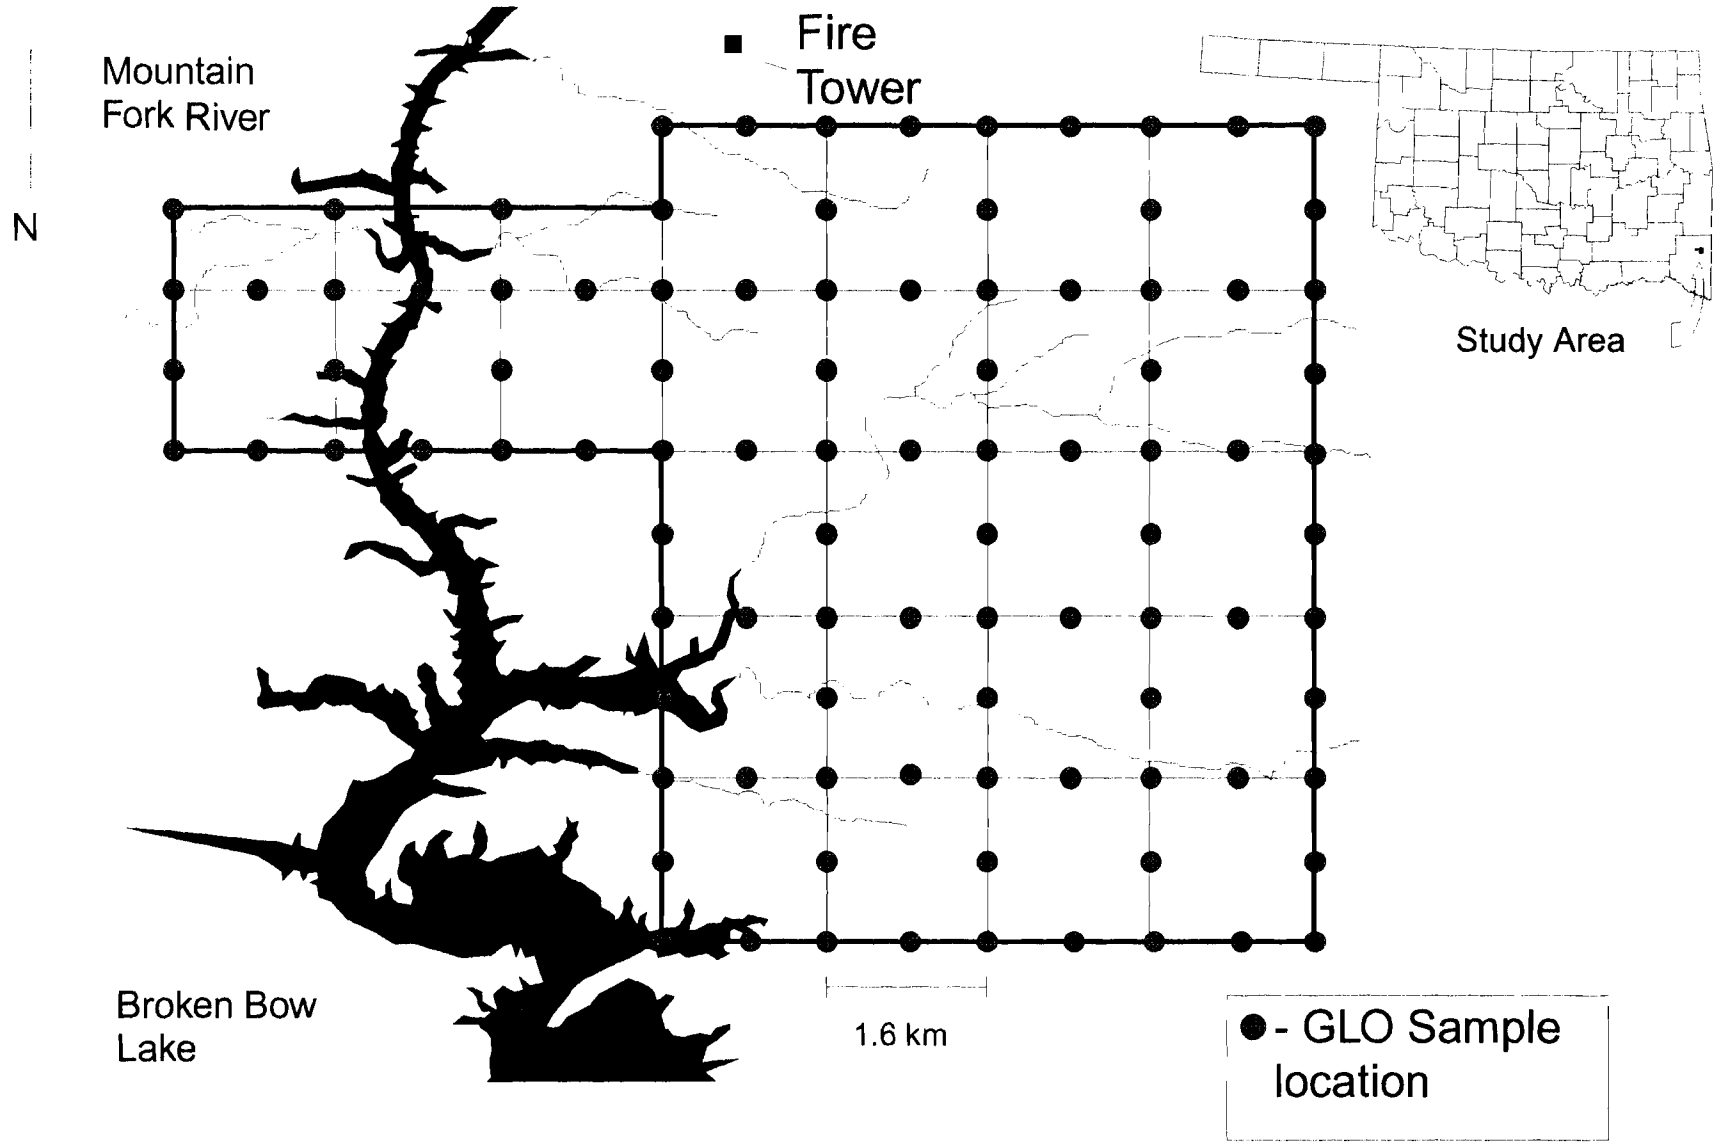 Mountain
Fork River
Fire
Tower
N
Study Area
Broken Bow
Lake
1.6 km
- GLO Sample
location